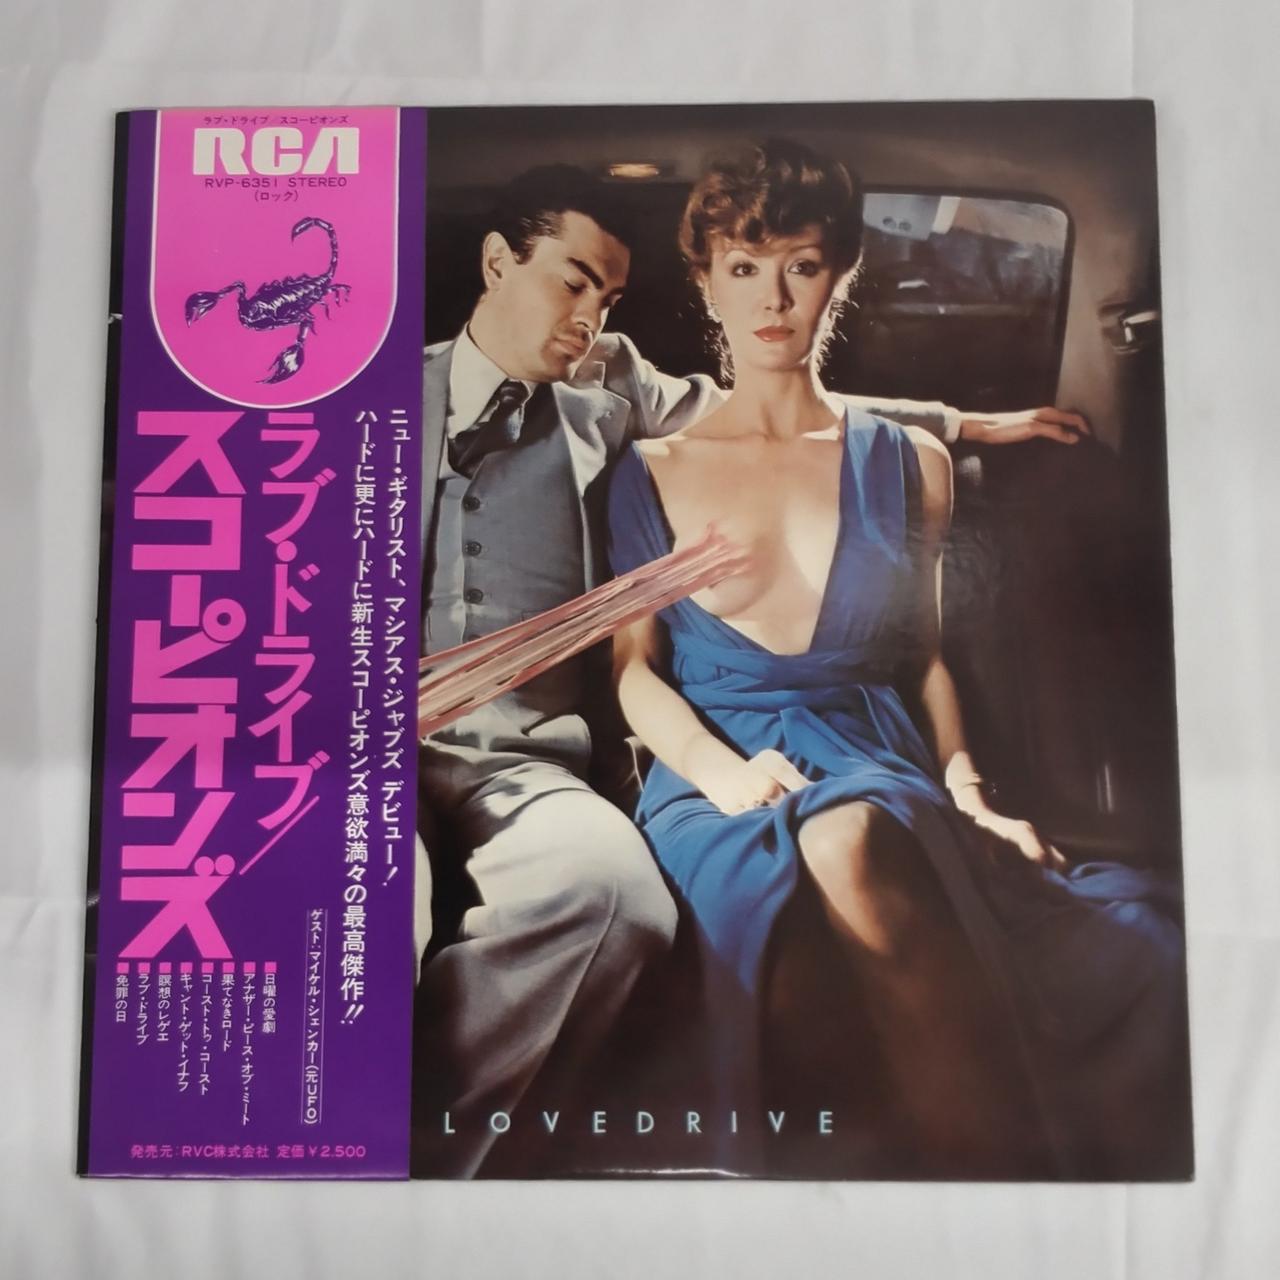 ラブ・ドライブ/スコーピオンズ
RCA
RVP-6351 STEREO
(ロック)
ニュー・ギタリスト、マシアス・ジャブズ デビュー!
ハードに更にハードに新生スコーピオンズ意欲満々の最高傑作!!
ゲスト:マイケル・シェンカー(元UFO)
ラブ・ドライブ/
スコーピオンズ
■日曜の愛劇
■アナザー・ピース・オブ・ミート
■果てなきロード
■コースト・トゥ・コースト
■キャント・ゲット・イナフ
■瞑想のレゲエ
■ラブ・ドライブ
■免罪の日
発売元:RVC株式会社 定価¥2.500
LOVEDRIVE